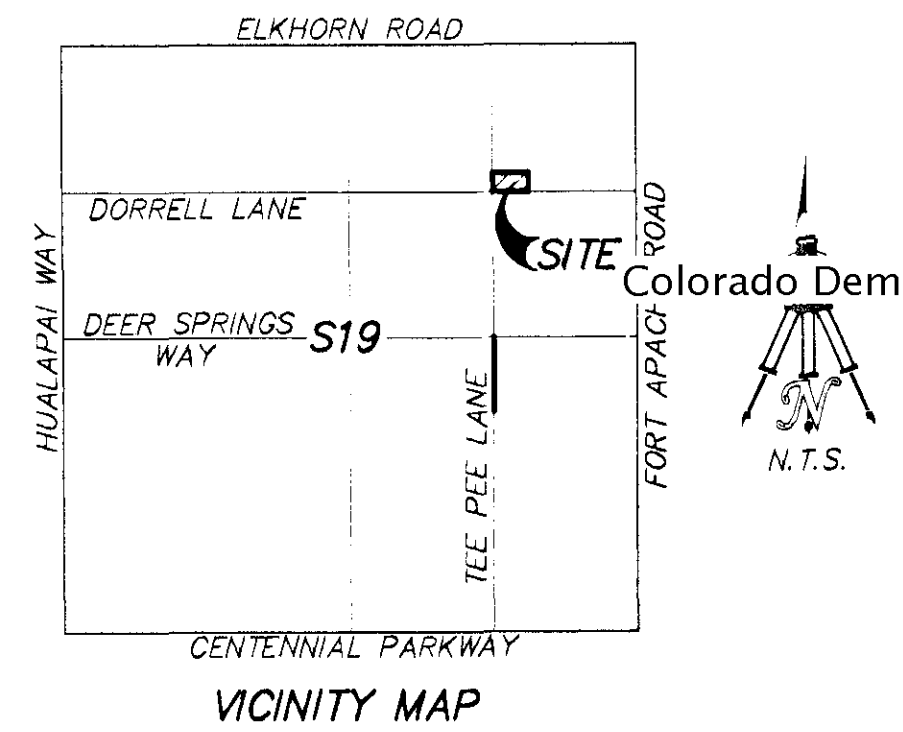 ELKHORN ROAD
DORRELL LANE
HUALAPAI WAY
SITE
FORT APACH ROAD
Colorado Dem
DEER SPRINGS
WAY
S19
TEE PEE LANE
N
N.T.S.
CENTENNIAL PARKWAY
VICINITY MAP